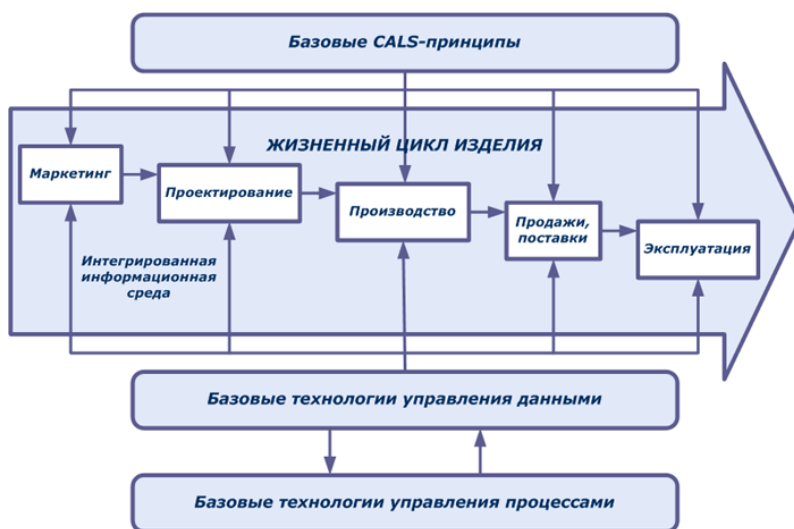 Базовые CALS-принципы
ЖИЗНЕННЫЙ ЦИКЛ ИЗДЕЛИЯ
Маркетинг
Проектирование
Производство
Продажи,
поставки
Эксплуатация
Интегрированная
информационная
среда
Базовые технологии управления данными
Базовые технологии управления процессами